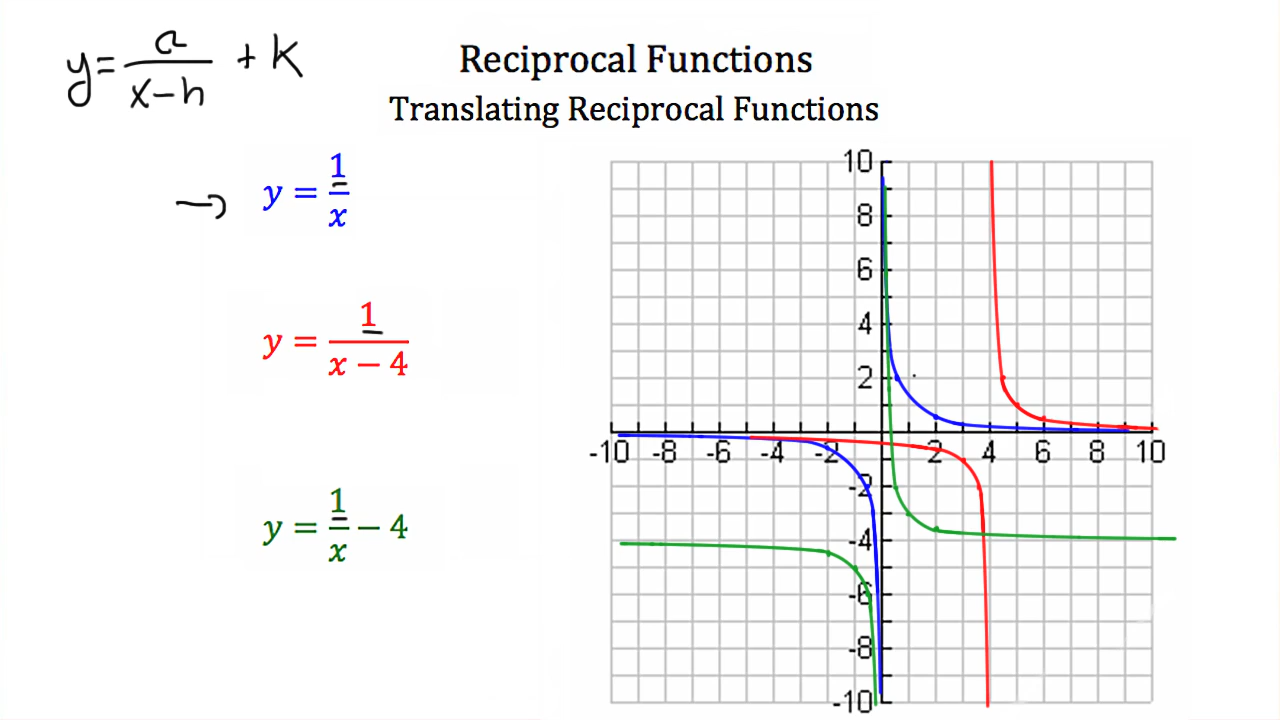 y = a/(x-h) + k
Reciprocal Functions
Translating Reciprocal Functions
→ y = 1/x
y = 1/(x − 4)
y = 1/x − 4
10
8
6
4
2
-10 -8 -6 -4 -2 2 4 6 8 10
-2
-4
-6
-8
-10